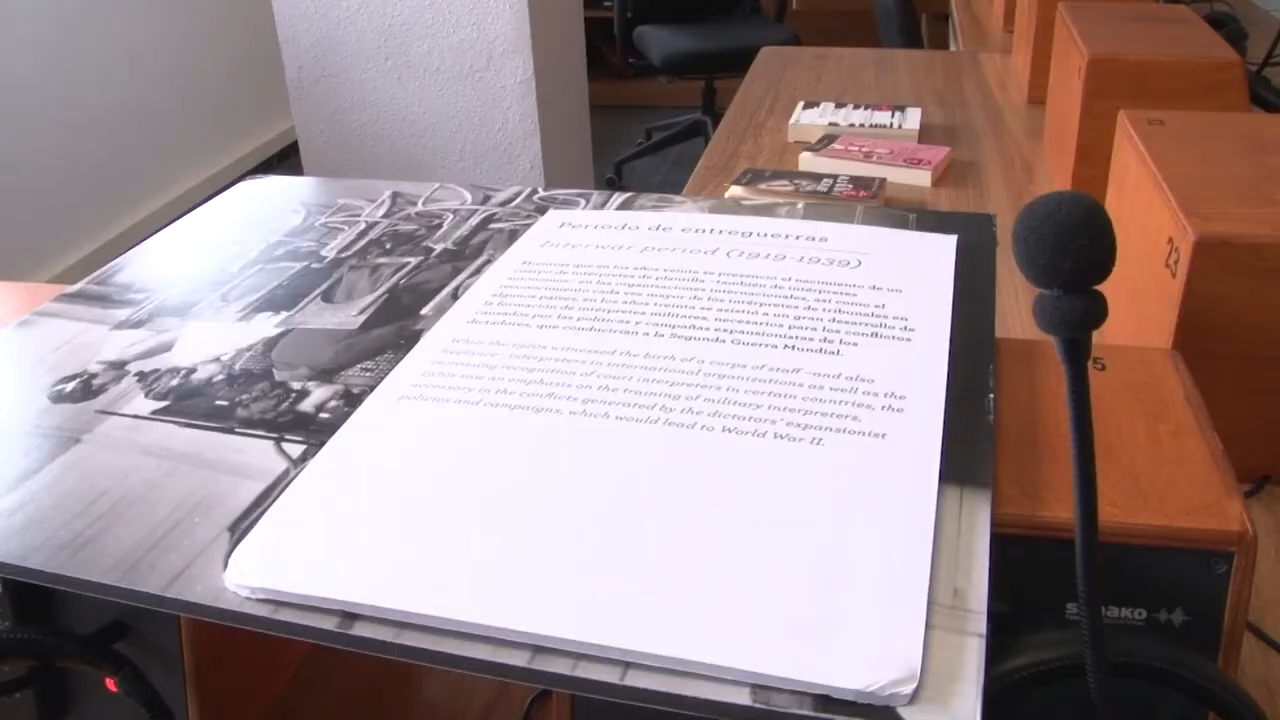 Periodo de entreguerras
Interwar period (1919-1939)
Mientras que en los años veinte se presenció el nacimiento de un
cuerpo de intérpretes de plantilla –también de intérpretes
autónomos– en las organizaciones internacionales, así como el
reconocimiento cada vez mayor de los intérpretes de tribunales en
algunos países, en los años treinta se asistió a un gran desarrollo de
la formación de intérpretes militares, necesarios para los conflictos
causados por las políticas y campañas expansionistas de los
dictadores, que conducirían a la Segunda Guerra Mundial.
While the 1920s witnessed the birth of a corps of staff –and also
freelance– interpreters in international organizations as well as the
increasing recognition of court interpreters in certain countries, the
1930s saw an emphasis on the training of military interpreters,
necessary in the conflicts generated by the dictators' expansionist
policies and campaigns, which would lead to World War II.
23
5